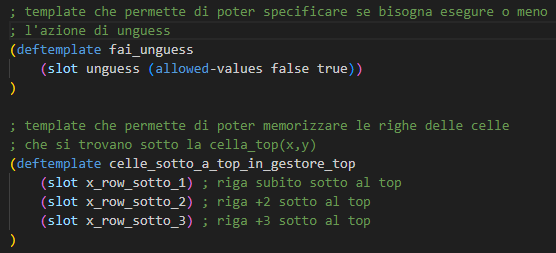 ; template che permette di poter specificare se bisogna esegure o meno
; l'azione di unguess
(deftemplate fai_unguess
    (slot unguess (allowed-values false true))
)

; template che permette di poter memorizzare le righe delle celle
; che si trovano sotto la cella_top(x,y)
(deftemplate celle_sotto_a_top_in_gestore_top
    (slot x_row_sotto_1) ; riga subito sotto al top
    (slot x_row_sotto_2) ; riga +2 sotto al top
    (slot x_row_sotto_3) ; riga +3 sotto al top
)